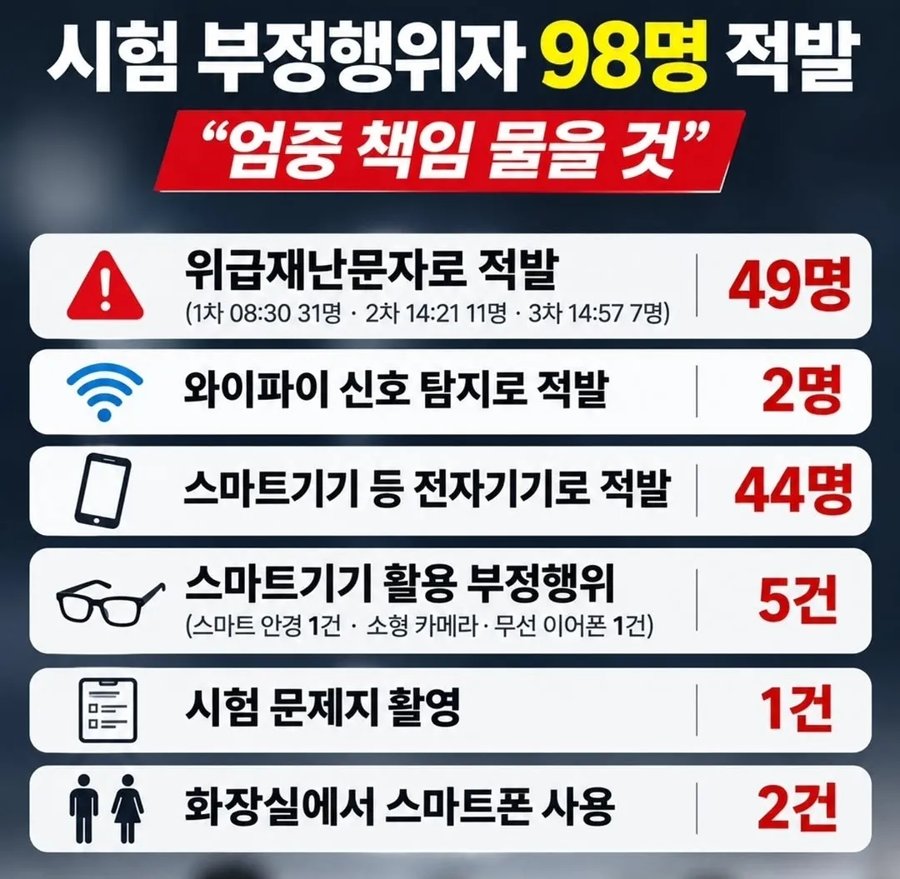 시험 부정행위자 98명 적발
“엄중 책임 물을 것”
위급재난문자로 적발
(1차 08:30 31명 · 2차 14:21 11명 · 3차 14:57 7명)
49명
와이파이 신호 탐지로 적발
2명
스마트기기 등 전자기기로 적발
44명
스마트기기 활용 부정행위
(스마트 안경 1건 · 소형 카메라 · 무선 이어폰 1건)
5건
시험 문제지 촬영
1건
화장실에서 스마트폰 사용
2건